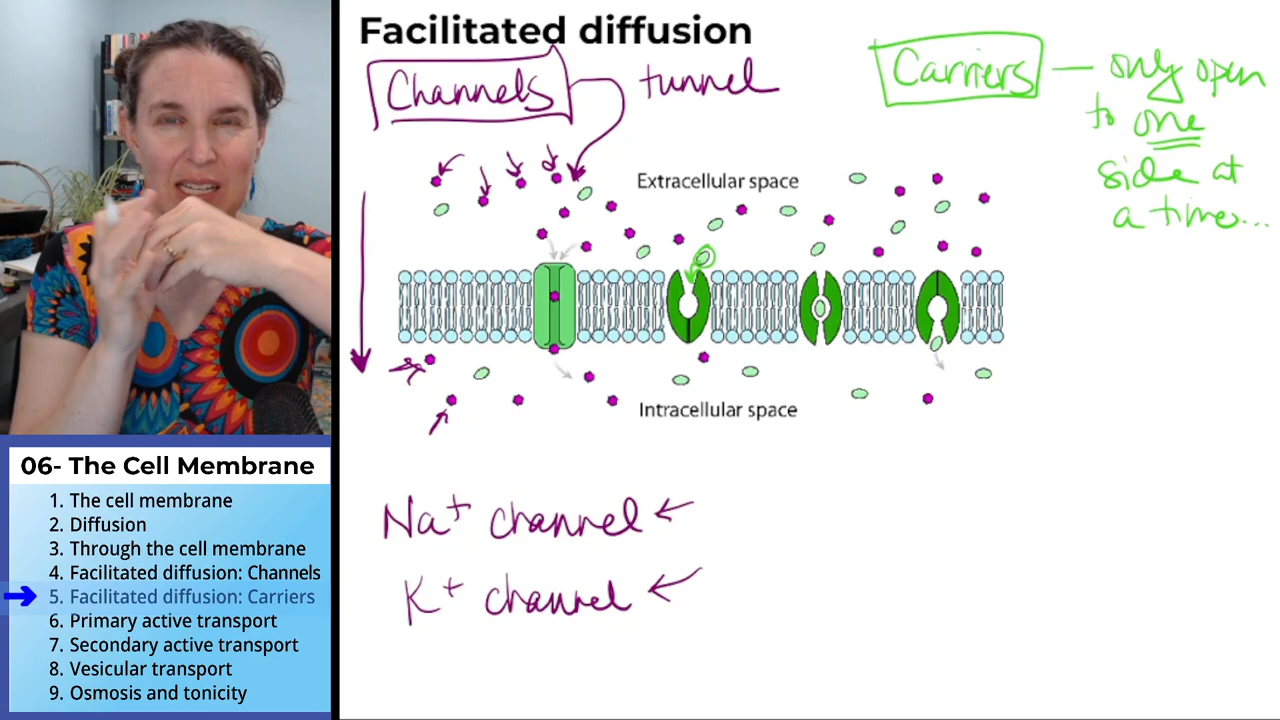 Facilitated diffusion
Channels
tunnel
Carriers — only open
to one
side at
a time...
Extracellular space
Intracellular space
Na+ channel ←
K+ channel ←
06- The Cell Membrane
1. The cell membrane
2. Diffusion
3. Through the cell membrane
4. Facilitated diffusion: Channels
5. Facilitated diffusion: Carriers
6. Primary active transport
7. Secondary active transport
8. Vesicular transport
9. Osmosis and tonicity